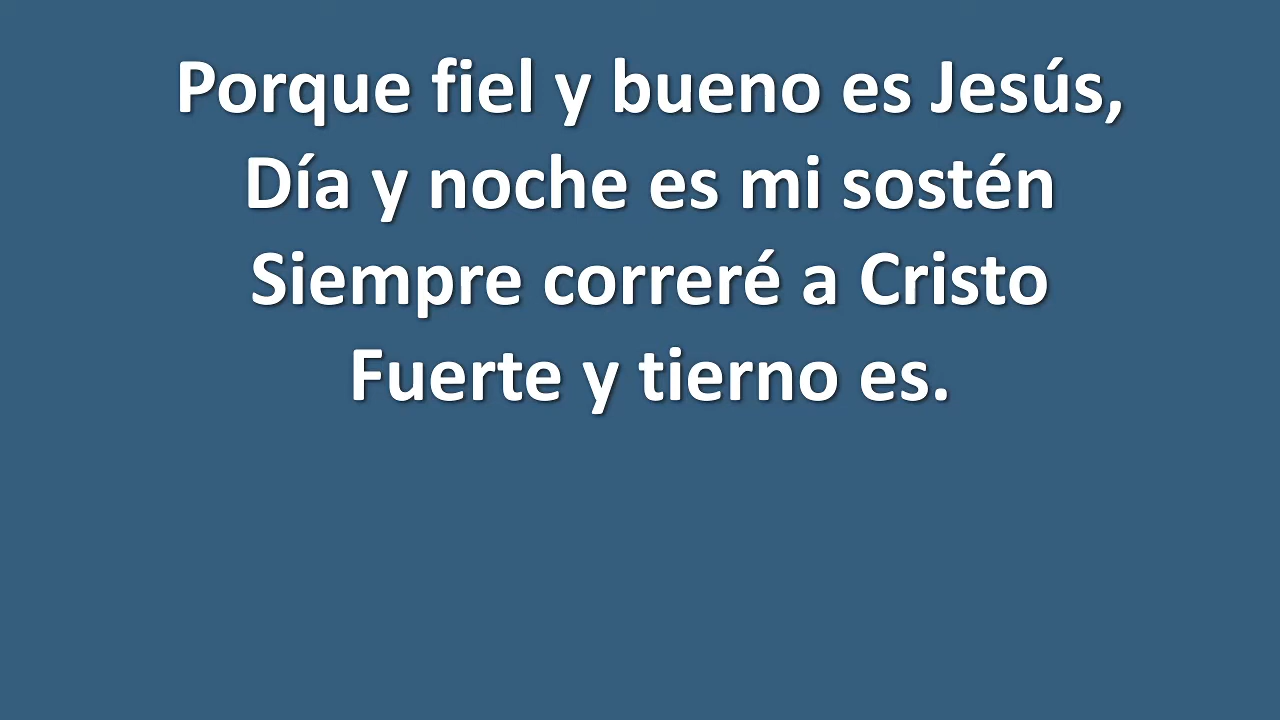 Porque fiel y bueno es Jesús,
Día y noche es mi sostén
Siempre correré a Cristo
Fuerte y tierno es.